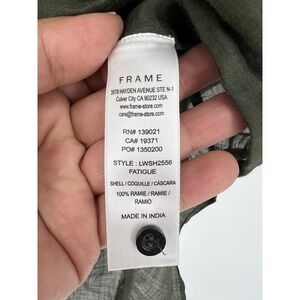 FRAME
3578 HAYDEN AVENUE STE N-1
Culver City CA 90232 USA
www.frame-store.com
care@frame-store.com
RN# 139021
CA# 19371
PO# 1350200
STYLE : LWSH2556
FATIGUE
SHELL / COQUILLE / CÁSCARA
100% RAMIE / RAMIE /
RAMIO
MADE IN INDIA